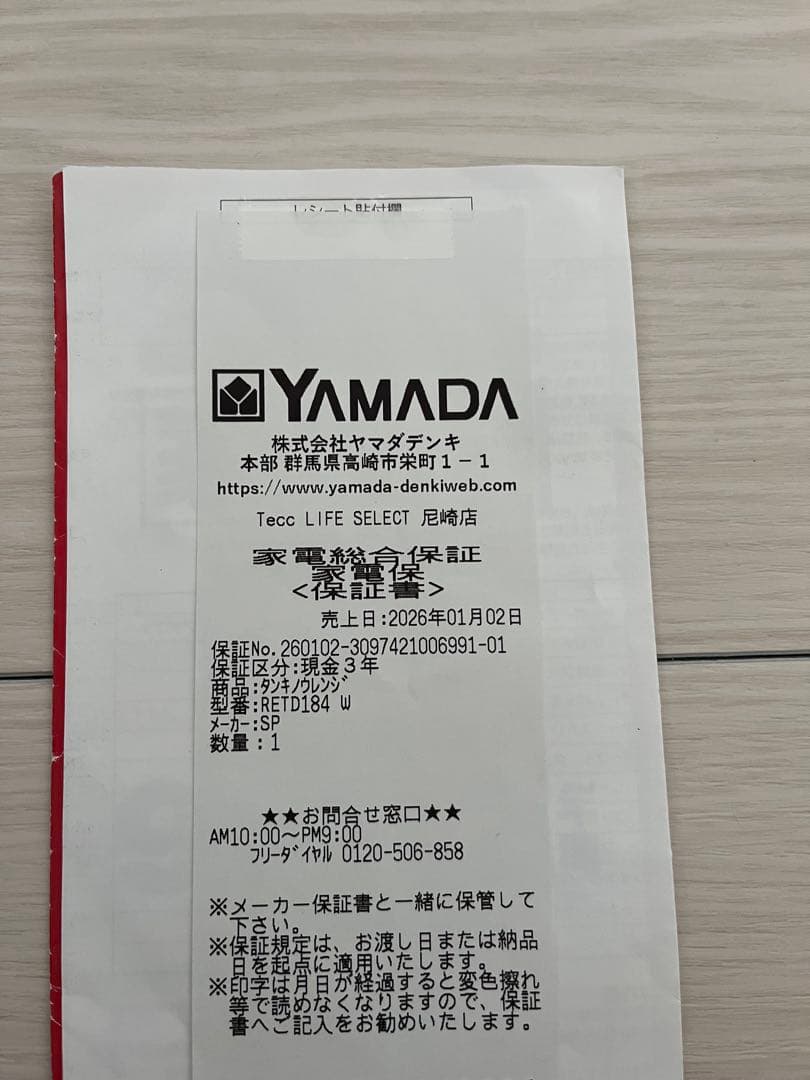 レシート貼付欄
YAMADA
株式会社ヤマダデンキ
本部 群馬県高崎市栄町1-1
https://www.yamada-denkiweb.com
Tecc LIFE SELECT 尼崎店
家電総合保証
家電保
<保証書>
売上日:2026年01月02日
保証No.260102-3097421006991-01
保証区分:現金3年
商品:ﾀﾝｷﾉｳﾚﾝｼﾞ
型番:RETD184 W
ﾒｰｶｰ:SP
数量:1
★★お問合せ窓口★★
AM10:00～PM9:00
ﾌﾘｰﾀﾞｲﾔﾙ 0120-506-858
※メーカー保証書と一緒に保管して
下さい。
※保証規定は、お渡し日または納品
日を起点に適用いたします。
※印字は月日が経過すると変色擦れ
等で読めなくなりますので、保証
書へご記入をお勧めいたします。